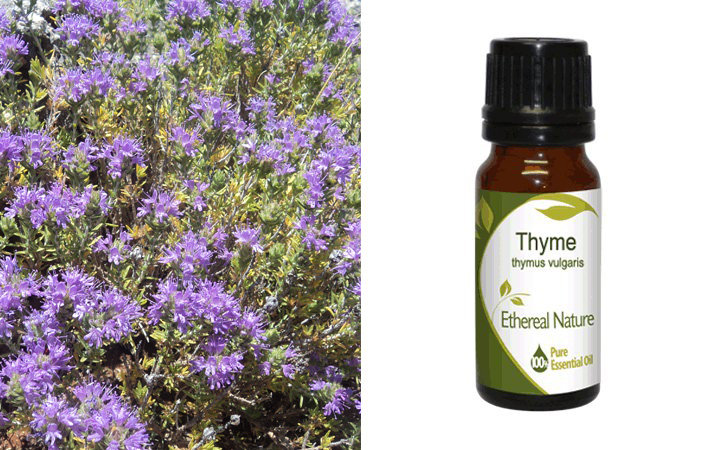 Thyme
thymus vulgaris
Ethereal Nature
100%
Pure
Essential Oil